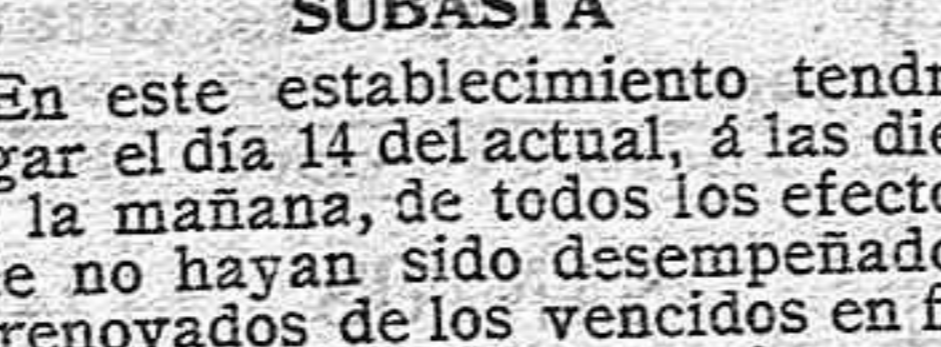 SUBASTA
En este establecimiento tendr
gar el día 14 del actual, á las die
la mañana, de todos los efecto
e no hayan sido desempeñado
renovados de los vencidos en f